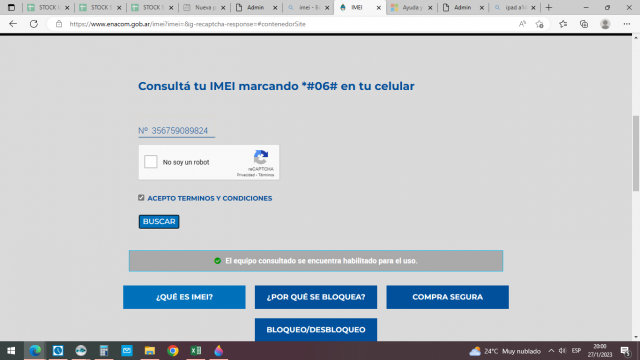 STOCK
STOCK
STOCK
Nueva p
Admin
imei - B
IMEI
Ayuda p
Admin
ipad a1
https://www.enacom.gob.ar/imei?imei=&g-recaptcha-response=#contenedorSite
Consultá tu IMEI marcando *#06# en tu celular
Nº 356759089824
No soy un robot
reCAPTCHA
Privacidad - Términos
ACEPTO TERMINOS Y CONDICIONES
BUSCAR
El equipo consultado se encuentra habilitado para el uso.
¿QUÉ ES IMEI? ¿POR QUÉ SE BLOQUEA? COMPRA SEGURA
BLOQUEO/DESBLOQUEO
24°C Muy nublado
ESP
20:00
27/1/2023